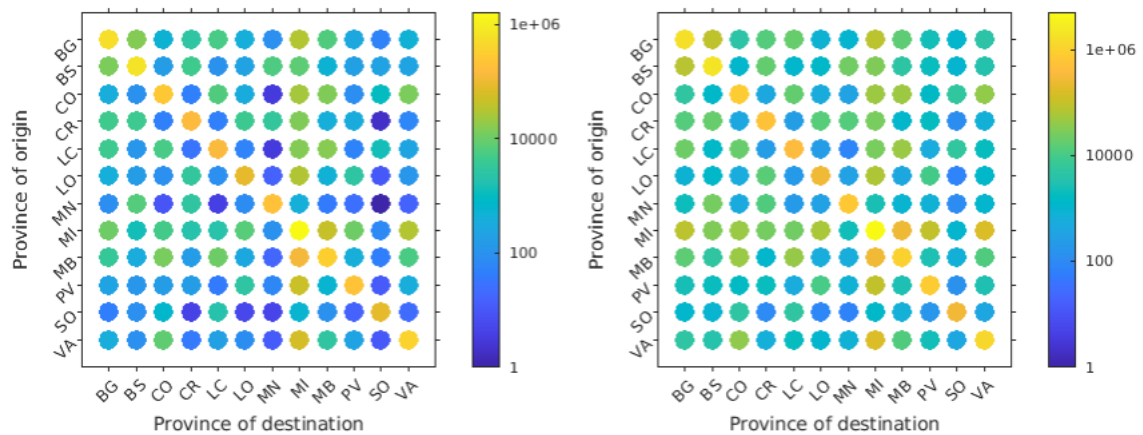 Province of origin
BG
BS
CO
CR
LC
LO
MN
MI
MB
PV
SO
VA
BG BS CO CR LC LO MN MI MB PV SO VA
Province of destination
1e+06
10000
100
1
Province of origin
BG
BS
CO
CR
LC
LO
MN
MI
MB
PV
SO
VA
BG BS CO CR LC LO MN MI MB PV SO VA
Province of destination
1e+06
10000
100
1